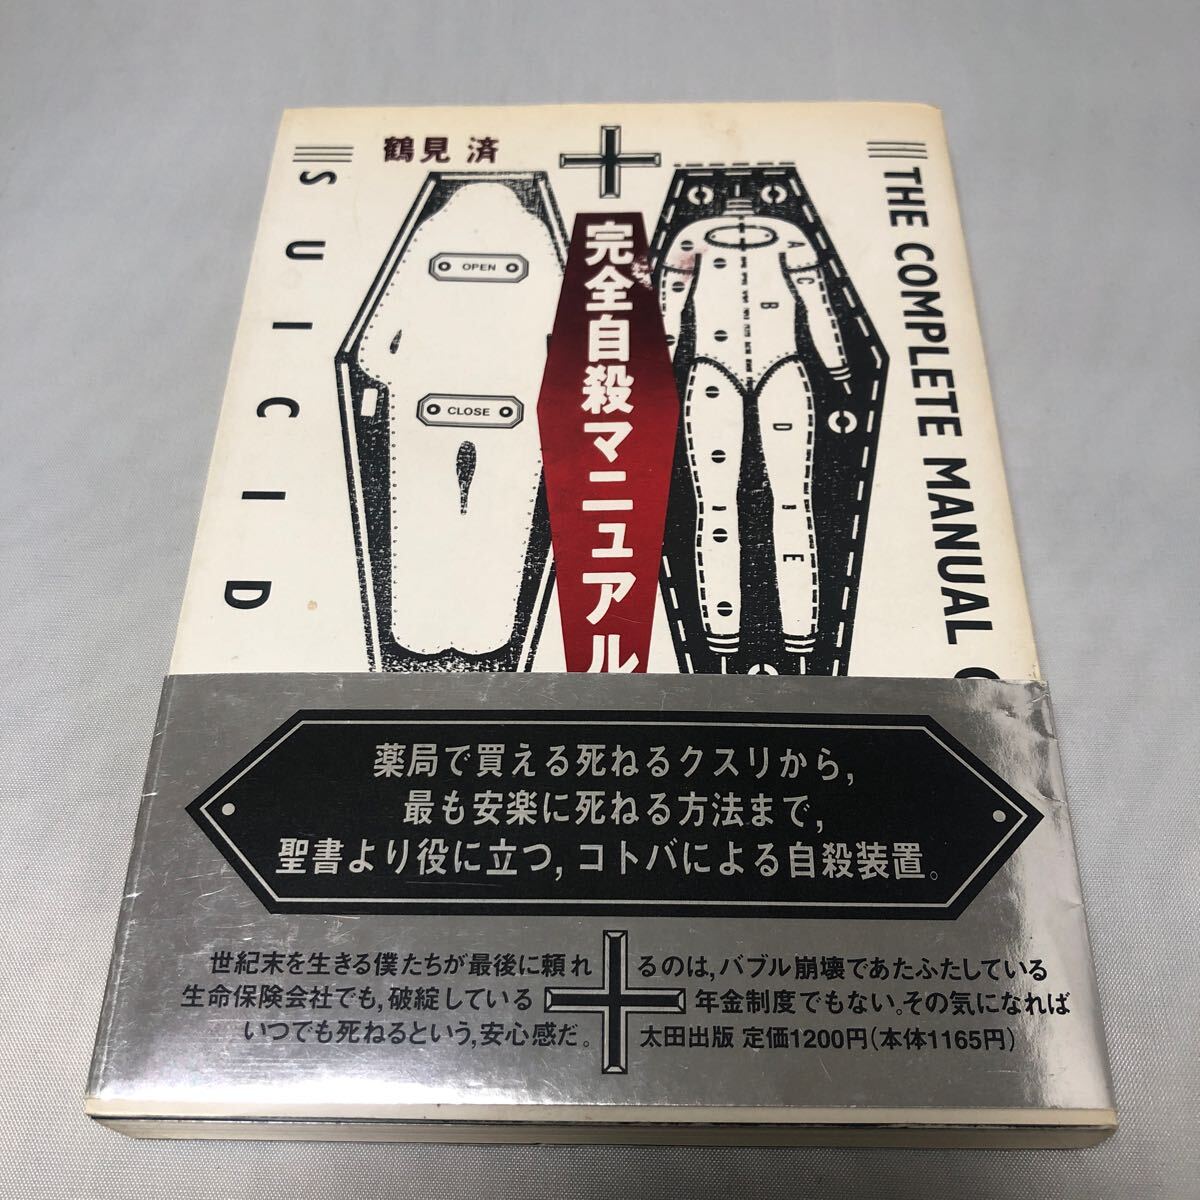 鶴見 済
THE COMPLETE MANUAL
SUICID
完全自殺マニュアル
OPEN
CLOSE
A
B
C
D
E
薬局で買える死ねるクスリから,
最も安楽に死ねる方法まで,
聖書より役に立つ, コトバによる自殺装置。
世紀末を生きる僕たちが最後に頼れるのは,バブル崩壊であたふたしている
生命保険会社でも,破綻している年金制度でもない。その気になれば
いつでも死ねるという,安心感だ。
太田出版 定価1200円(本体1165円)